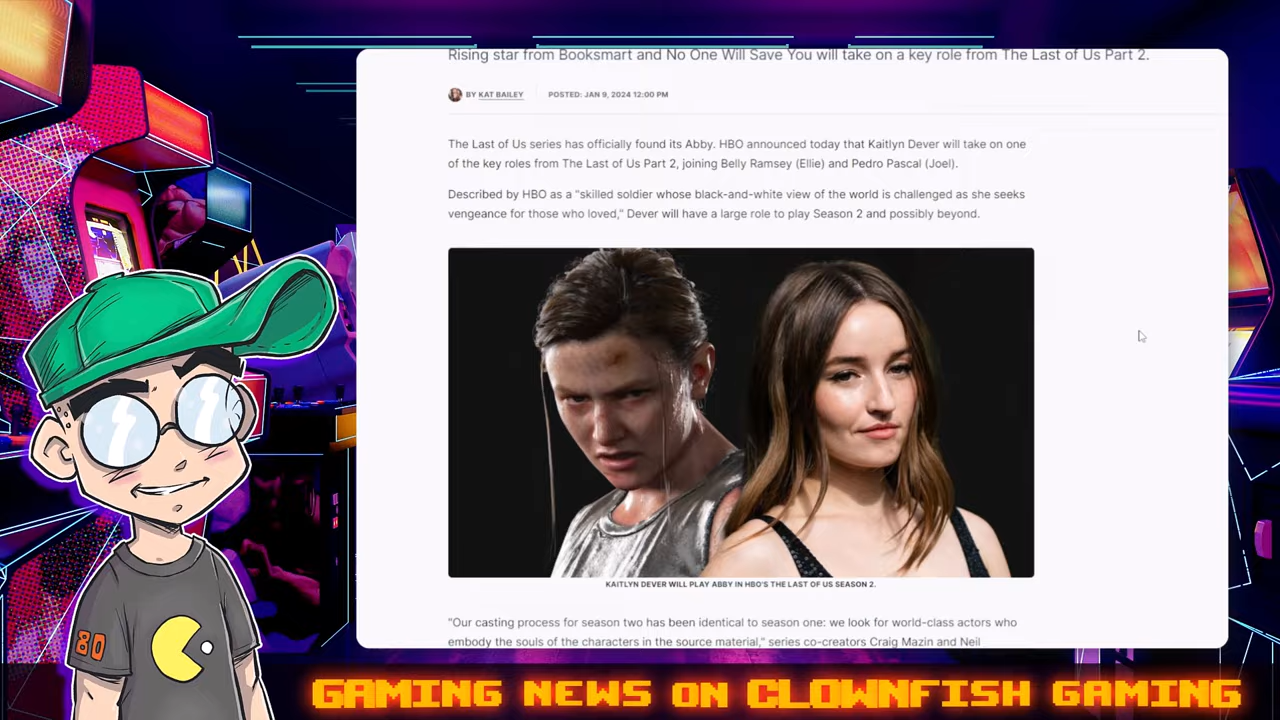 Rising star from Booksmart and No One Will Save You will take on a key role from The Last of Us Part 2.
BY KAT BAILEY POSTED: JAN 9, 2024 12:00 PM
The Last of Us series has officially found its Abby. HBO announced today that Kaitlyn Dever will take on one
of the key roles from The Last of Us Part 2, joining Belly Ramsey (Ellie) and Pedro Pascal (Joel).
Described by HBO as a "skilled soldier whose black-and-white view of the world is challenged as she seeks
vengeance for those who loved," Dever will have a large role to play Season 2 and possibly beyond.
KAITLYN DEVER WILL PLAY ABBY IN HBO'S THE LAST OF US SEASON 2.
"Our casting process for season two has been identical to season one: we look for world-class actors who
embody the souls of the characters in the source material," series co-creators Craig Mazin and Neil
80
GAMING NEWS ON CLOWNFISH GAMING